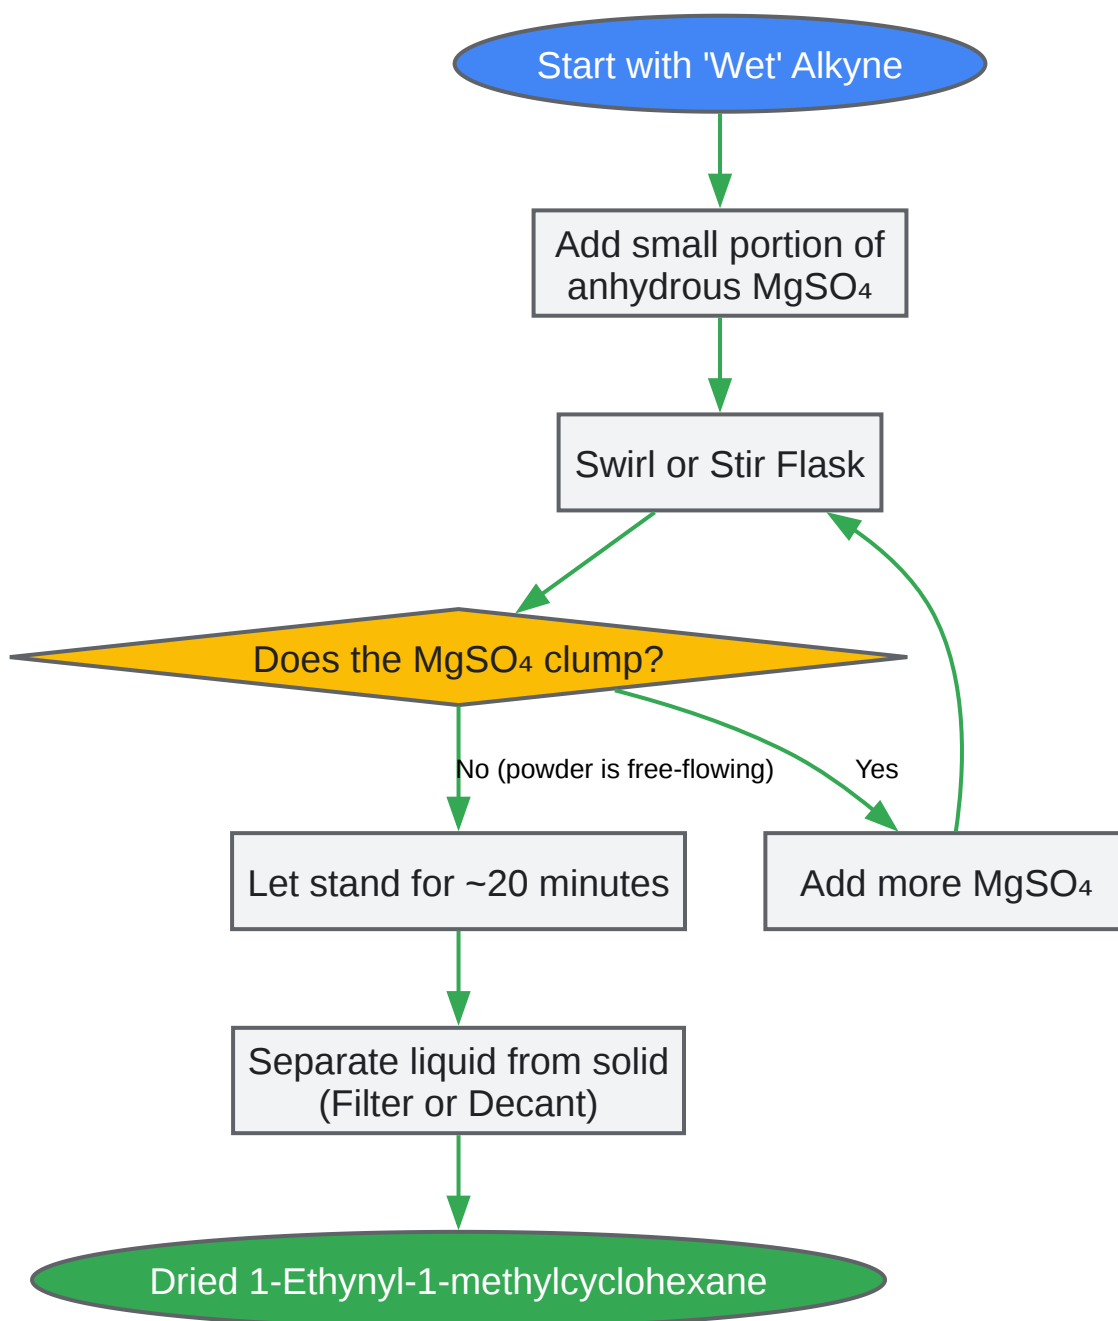 Start with 'Wet' Alkyne
Add small portion of
anhydrous MgSO₄
Swirl or Stir Flask
Does the MgSO₄ clump?
No (powder is free-flowing)
Yes
Let stand for ~20 minutes
Add more MgSO₄
Separate liquid from solid
(Filter or Decant)
Dried 1-Ethynyl-1-methylcyclohexane